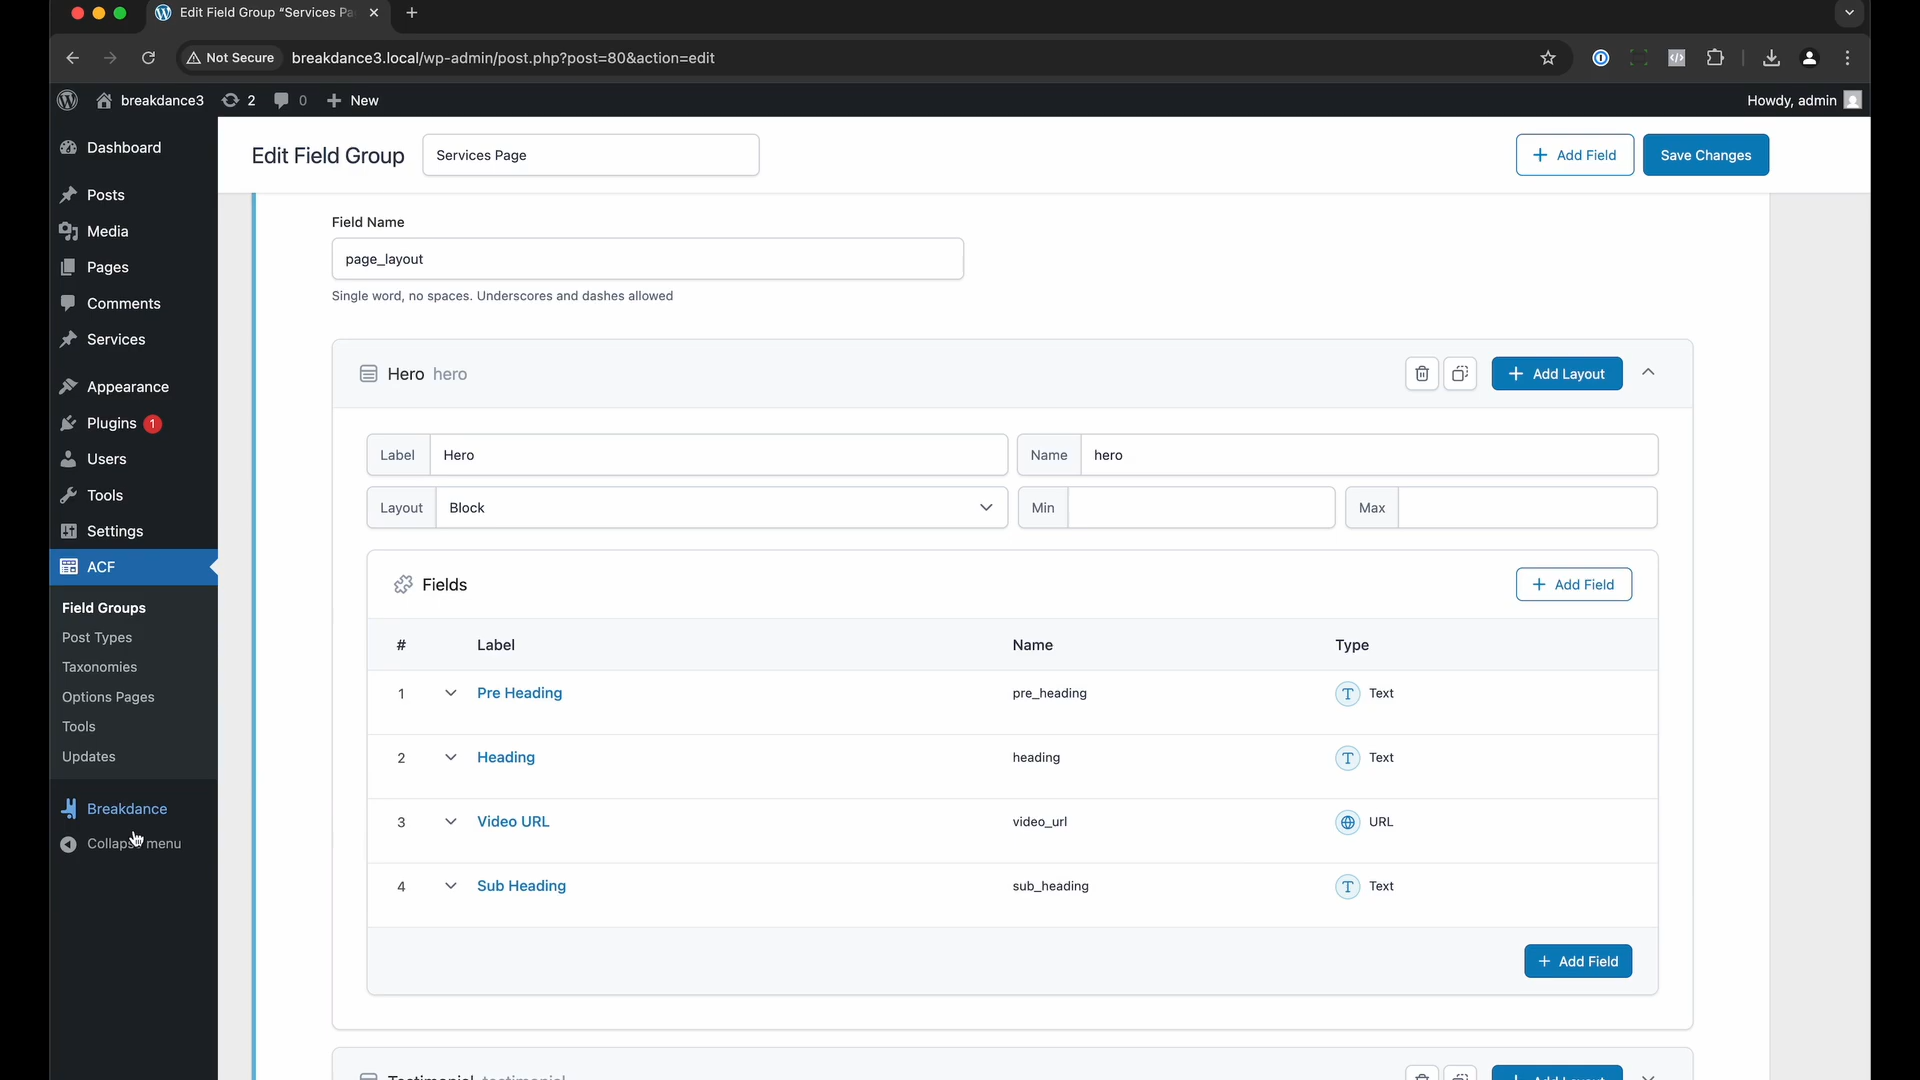 Edit Field Group “Services Pa
Not Secure
breakdance3.local/wp-admin/post.php?post=80&action=edit
breakdance3
2
0
New
Howdy, admin
Dashboard
Posts
Media
Pages
Comments
Services
Appearance
Plugins 1
Users
Tools
Settings
ACF
Field Groups
Post Types
Taxonomies
Options Pages
Tools
Updates
Breakdance
Collapse menu
Edit Field Group
Services Page
Add Field
Save Changes
Field Name
page_layout
Single word, no spaces. Underscores and dashes allowed
Hero hero
Add Layout
Label Hero
Name hero
Layout Block
Min
Max
Fields
Add Field
# Label Name Type
1 Pre Heading pre_heading T Text
2 Heading heading T Text
3 Video URL video_url URL
4 Sub Heading sub_heading T Text
Add Field
Testimonial testimonial
Add Layout